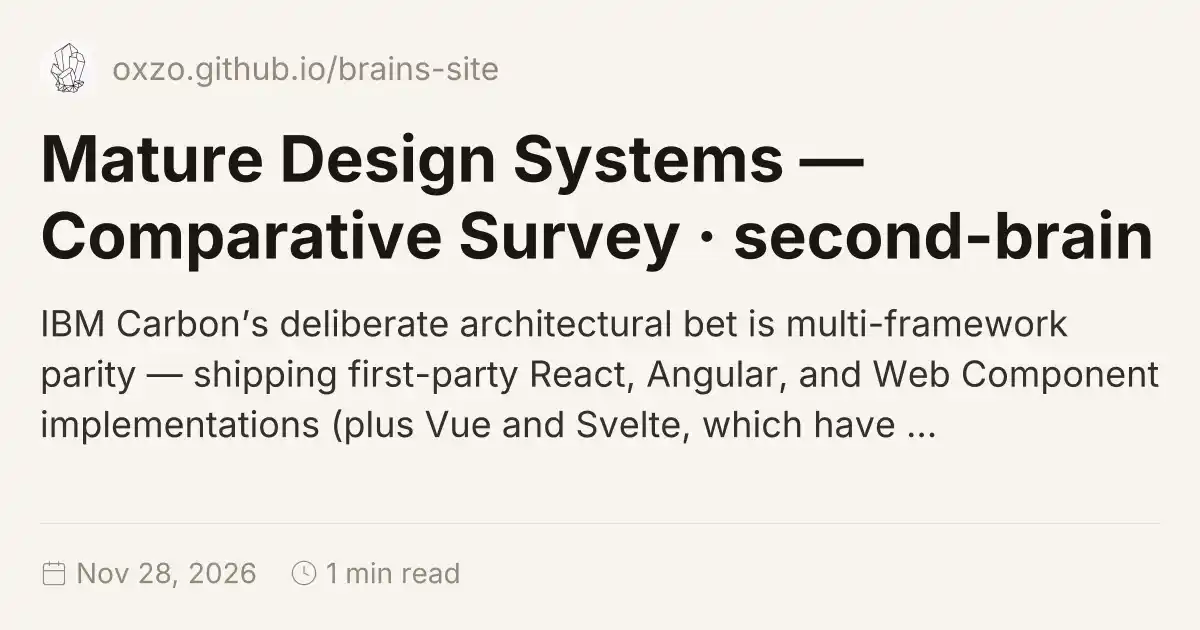 oxzo.github.io/brains-site
Mature Design Systems —
Comparative Survey · second-brain
IBM Carbon’s deliberate architectural bet is multi-framework
parity — shipping first-party React, Angular, and Web Component
implementations (plus Vue and Svelte, which have ...
Nov 28, 2026 1 min read